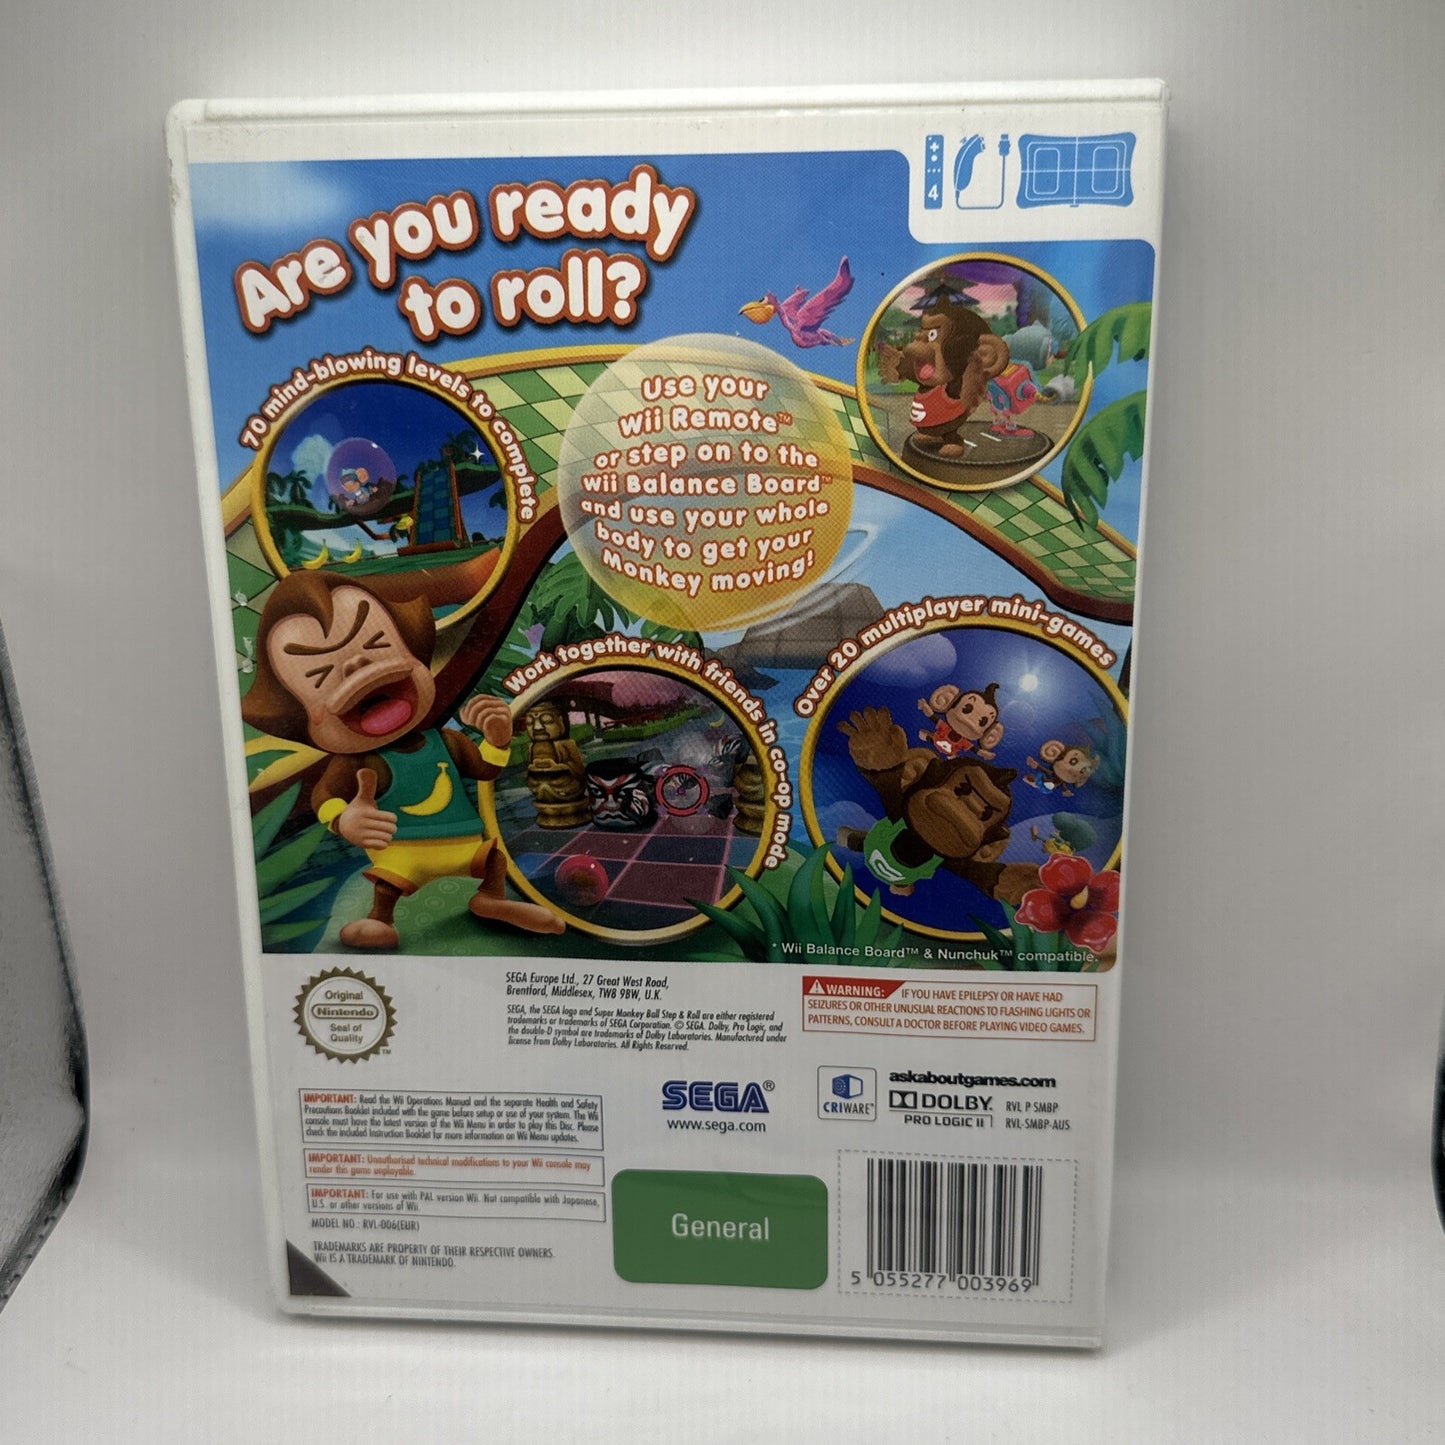 4
Are you ready
to roll?
70 mind-blowing levels to complete
Use your
Wii Remote™
or step on to the
Wii Balance Board™
and use your whole
body to get your
Monkey moving!
Work together with friends in co-op mode
Over 20 multiplayer mini-games
* Wii Balance Board™ & Nunchuk™ compatible.
Original
Nintendo
Seal of
Quality
™
SEGA Europe Ltd., 27 Great West Road,
Brentford, Middlesex, TW8 9BW, U.K.
SEGA, the SEGA logo and Super Monkey Ball Step & Roll are either registered
trademarks or trademarks of SEGA Corporation. © SEGA. Dolby, Pro Logic, and
the double-D symbol are trademarks of Dolby Laboratories. Manufactured under
license from Dolby Laboratories. All Rights Reserved.
WARNING: IF YOU HAVE EPILEPSY OR HAVE HAD
SEIZURES OR OTHER UNUSUAL REACTIONS TO FLASHING LIGHTS OR
PATTERNS, CONSULT A DOCTOR BEFORE PLAYING VIDEO GAMES.
IMPORTANT: Read the Wii Operations Manual and the separate Health and Safety
Precautions Booklet included with the game before setup or use of your system. The Wii
console must have the latest version of the Wii Menu in order to play this Disc. Please
check the included Instruction Booklet for more information on Wii Menu updates.
IMPORTANT: Unauthorised technical modifications to your Wii console may
render this game unplayable.
IMPORTANT: For use with PAL version Wii. Not compatible with Japanese,
U.S. or other versions of Wii.
MODEL NO.: RVL-006(EUR)
TRADEMARKS ARE PROPERTY OF THEIR RESPECTIVE OWNERS.
Wii IS A TRADEMARK OF NINTENDO.
SEGA®
www.sega.com
CRIWARE™
askaboutgames.com
DOLBY.
PRO LOGIC II
RVL P SMBP
RVL-SMBP-AUS
General
5 055277 003969